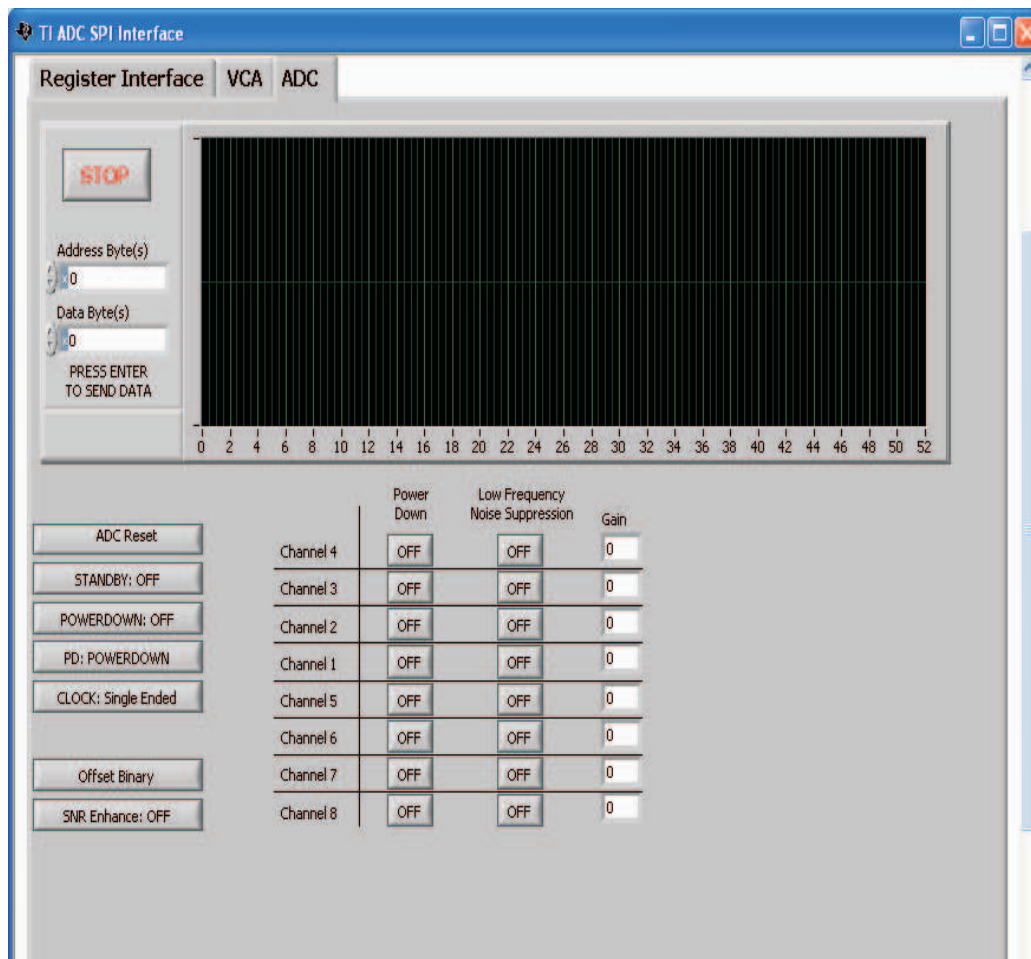 TI ADC SPI Interface
Register Interface VCA ADC
STOP
Address Byte(s)
x0
Data Byte(s)
x0
PRESS ENTER
TO SEND DATA
0 2 4 6 8 10 12 14 16 18 20 22 24 26 28 30 32 34 36 38 40 42 44 46 48 50 52
ADC Reset
STANDBY: OFF
POWERDOWN: OFF
PD: POWERDOWN
CLOCK: Single Ended
Offset Binary
SNR Enhance: OFF
Power
Down
Low Frequency
Noise Suppression
Gain
Channel 4 OFF OFF 0
Channel 3 OFF OFF 0
Channel 2 OFF OFF 0
Channel 1 OFF OFF 0
Channel 5 OFF OFF 0
Channel 6 OFF OFF 0
Channel 7 OFF OFF 0
Channel 8 OFF OFF 0